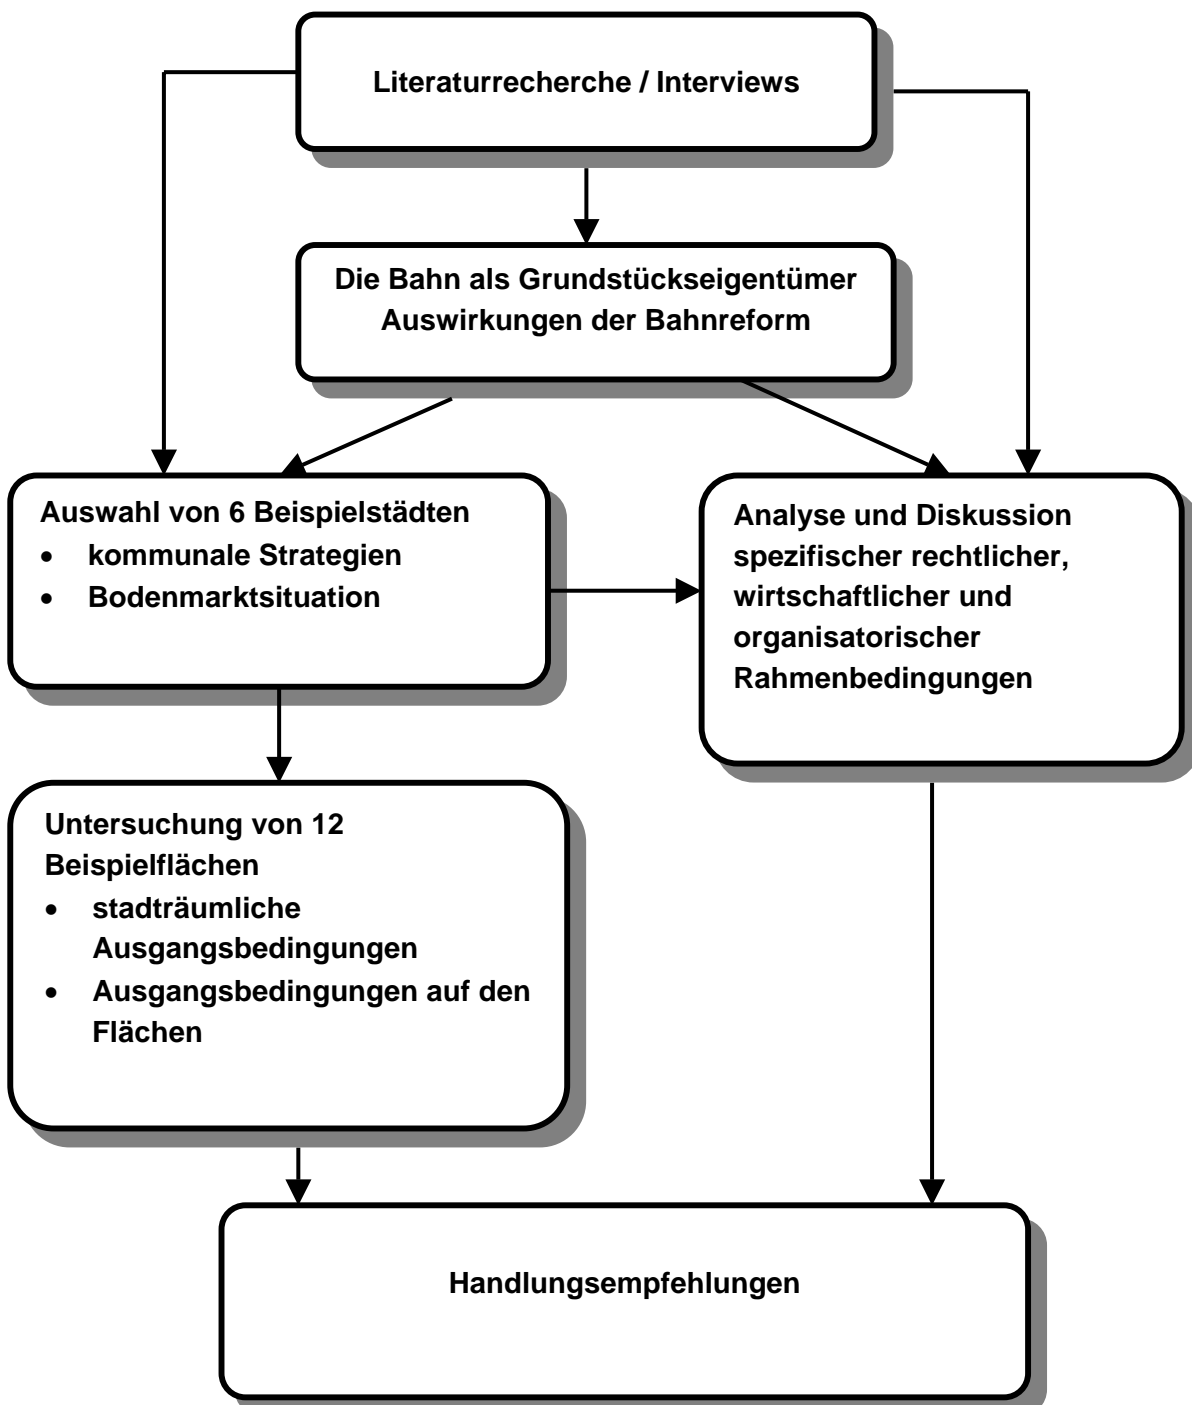 Literaturrecherche / Interviews
Die Bahn als Grundstückseigentümer
Auswirkungen der Bahnreform
Auswahl von 6 Beispielstädten
• kommunale Strategien
• Bodenmarktsituation
Analyse und Diskussion
spezifischer rechtlicher,
wirtschaftlicher und
organisatorischer
Rahmenbedingungen
Untersuchung von 12
Beispielflächen
• stadträumliche
Ausgangsbedingungen
• Ausgangsbedingungen auf den
Flächen
Handlungsempfehlungen